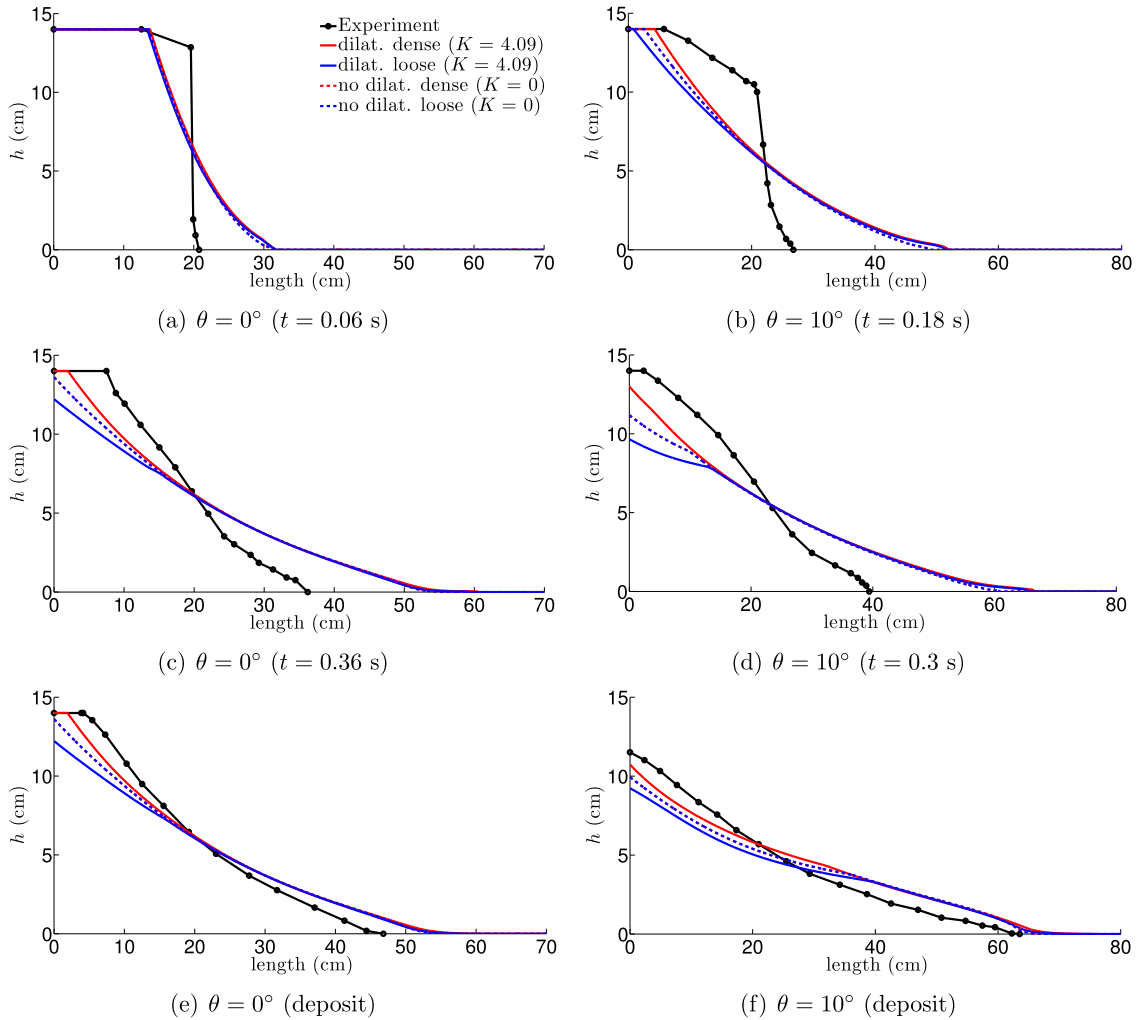 15
10
5
0
h (cm)
0 10 20 30 40 50 60 70
length (cm)
Experiment
dilat. dense (K = 4.09)
dilat. loose (K = 4.09)
no dilat. dense (K = 0)
no dilat. loose (K = 0)
(a) θ = 0° (t = 0.06 s)
15
10
5
0
h (cm)
0 20 40 60 80
length (cm)
(b) θ = 10° (t = 0.18 s)
15
10
5
0
h (cm)
0 10 20 30 40 50 60 70
length (cm)
(c) θ = 0° (t = 0.36 s)
15
10
5
0
h (cm)
0 20 40 60 80
length (cm)
(d) θ = 10° (t = 0.3 s)
15
10
5
0
h (cm)
0 10 20 30 40 50 60 70
length (cm)
(e) θ = 0° (deposit)
15
10
5
0
h (cm)
0 20 40 60 80
length (cm)
(f) θ = 10° (deposit)